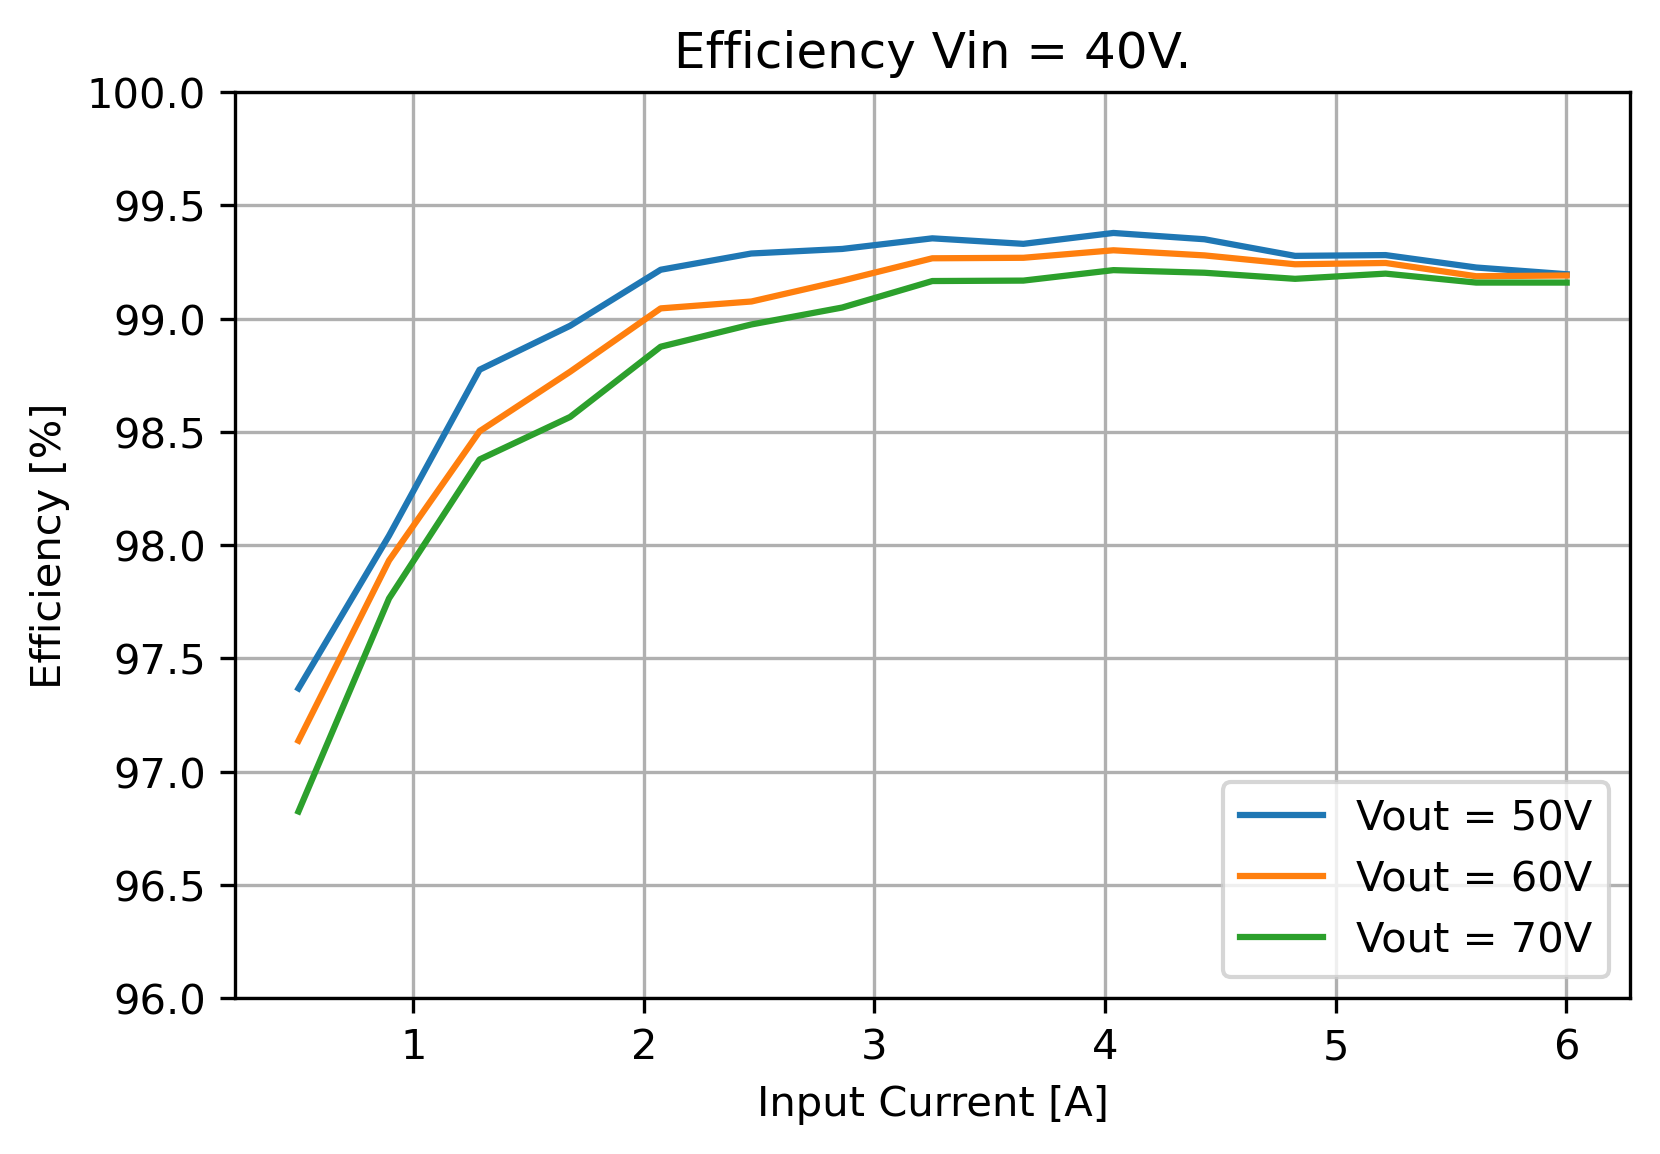 Efficiency Vin = 40V.
100.0
99.5
99.0
98.5
98.0
97.5
97.0
96.5
96.0
Efficiency [%]
Vout = 50V
Vout = 60V
Vout = 70V
1 2 3 4 5 6
Input Current [A]